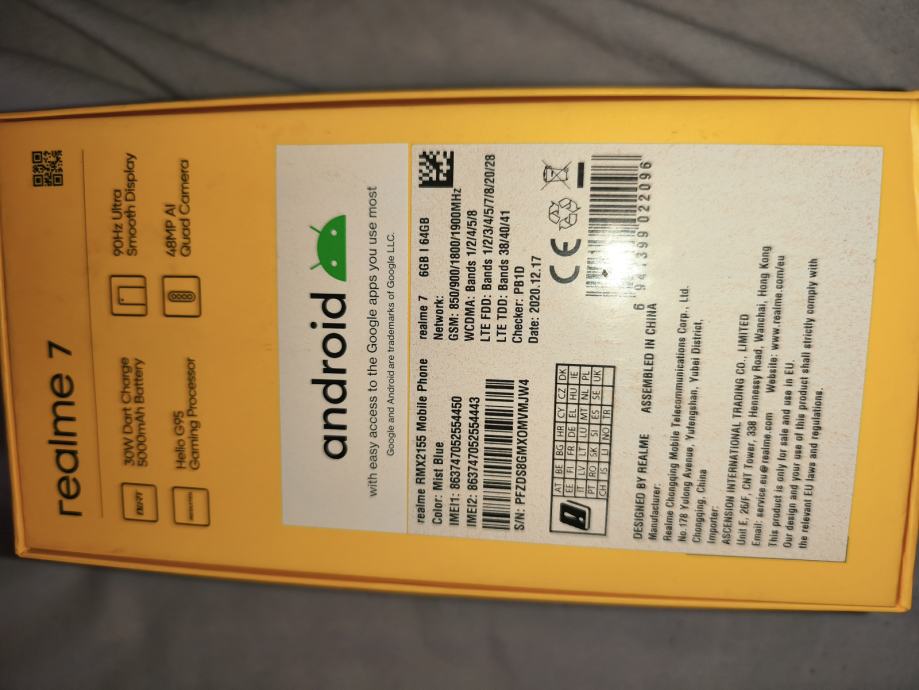 realme 7
30W Dart Charge
5000mAh Battery
90Hz Ultra
Smooth Display
Helio G95
Gaming Processor
48MP AI
Quad Camera
android
with easy access to the Google apps you use most
Google and Android are trademarks of Google LLC.
realme RMX2155 Mobile Phone
Color: Mist Blue
IMEI1: 863747052554450
IMEI2: 863747052554443
S/N: PFZDS8GMXOMVMJW4
realme 7 6GB | 64GB
Network:
GSM: 850/900/1800/1900MHz
WCDMA: Bands 1/2/4/5/8
LTE FDD: Bands 1/2/3/4/5/7/8/20/28
LTE TDD: Bands 38/40/41
Checker: PB1D
Date: 2020.12.17
AT BE BG HR CY CZ DK
EE FI FR DE EL HU IE
IT LV LT LU MT NL PL
PT RO SK SI ES SE UK
CH IS LI NO TR
CE
6 941399 022096
DESIGNED BY REALME ASSEMBLED IN CHINA
Manufacturer:
Realme Chongqing Mobile Telecommunications Corp., Ltd.
No 178 Yulong Avenue, Yufengshan, Yubei District,
Chongqing, China
Importer:
ASCENSION INTERNATIONAL TRADING CO., LIMITED
Unit E, 26/F, CNT Tower, 338 Hennessy Road, Wanchai, Hong Kong
Email: service.eu@realme.com Website: www.realme.com/eu
This product is only for sale and use in EU.
Our design and your use of this product shall strictly comply with
the relevant EU laws and regulations.